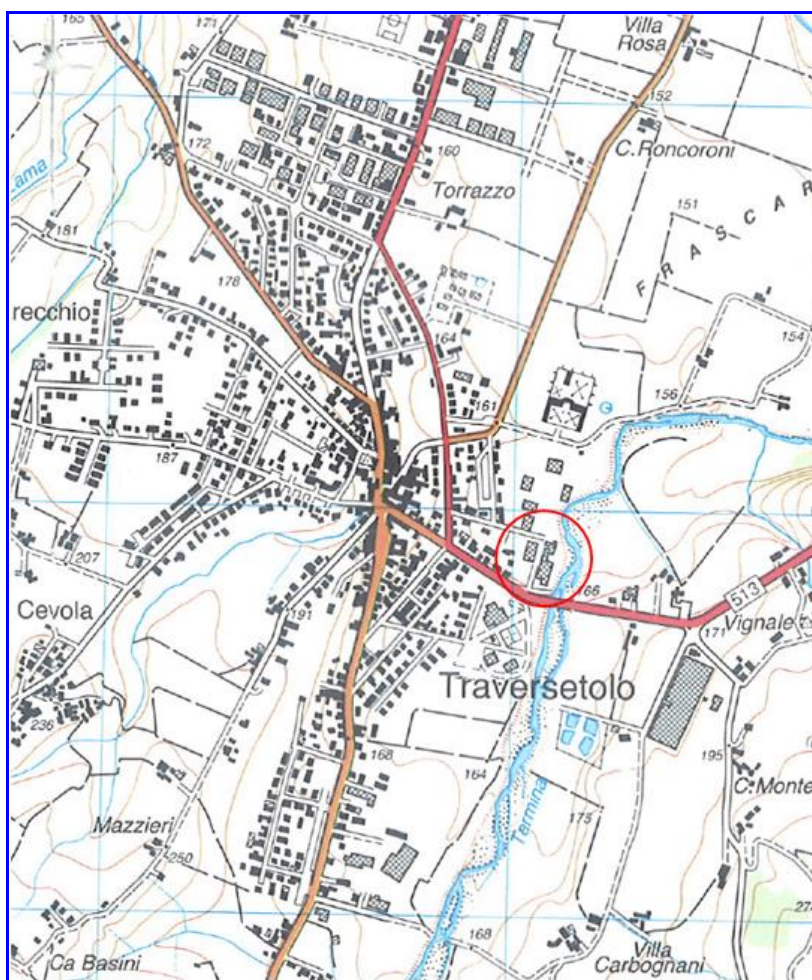 165
171
Villa
Rosa
152
172
160
C. Roncoroni
Torrazzo
151
FRASCAR
ama
181
178
recchio
164
154
161
156
187
207
66
513
Cevola
191
171
Vignale
Traversetolo
236
168
164
195
Termina
175
C. Monte
Mazzieri
250
168
Villa
Carbognani
Ca Basini